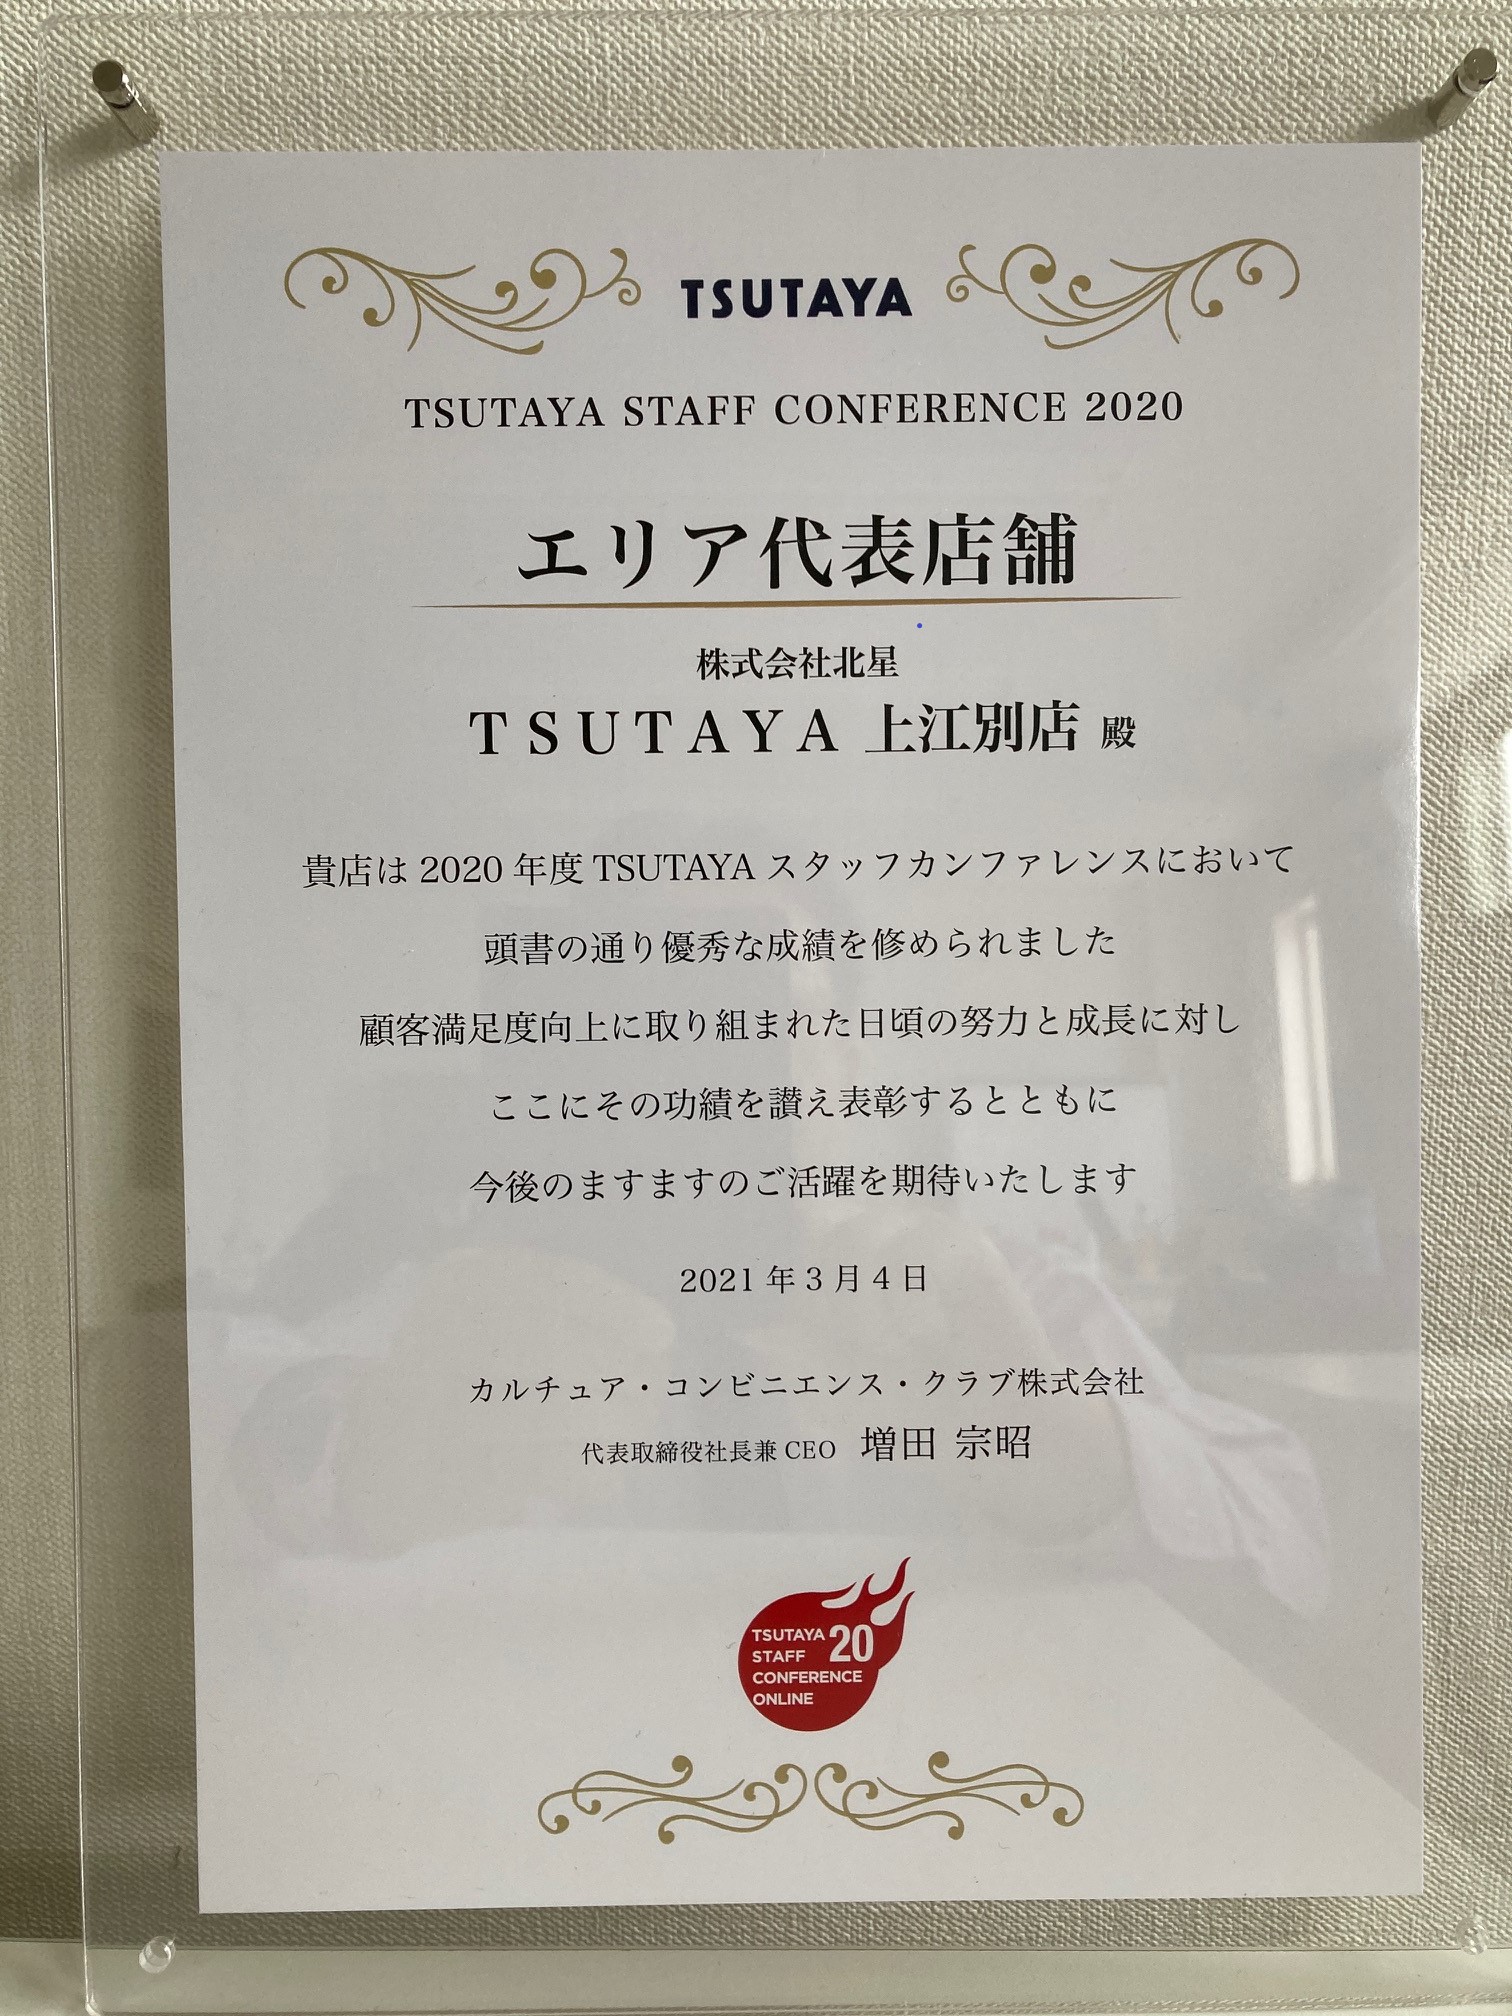 TSUTAYA
TSUTAYA STAFF CONFERENCE 2020
エリア代表店舗
株式会社北星
TSUTAYA 上江別店 殿
貴店は 2020 年度 TSUTAYA スタッフカンファレンスにおいて
頭書の通り優秀な成績を修められました
顧客満足度向上に取り組まれた日頃の努力と成長に対し
ここにその功績を讃え表彰するとともに
今後のますますのご活躍を期待いたします
2021 年 3 月 4 日
カルチュア・コンビニエンス・クラブ株式会社
代表取締役社長兼 CEO 増田 宗昭
TSUTAYA 20
STAFF
CONFERENCE
ONLINE